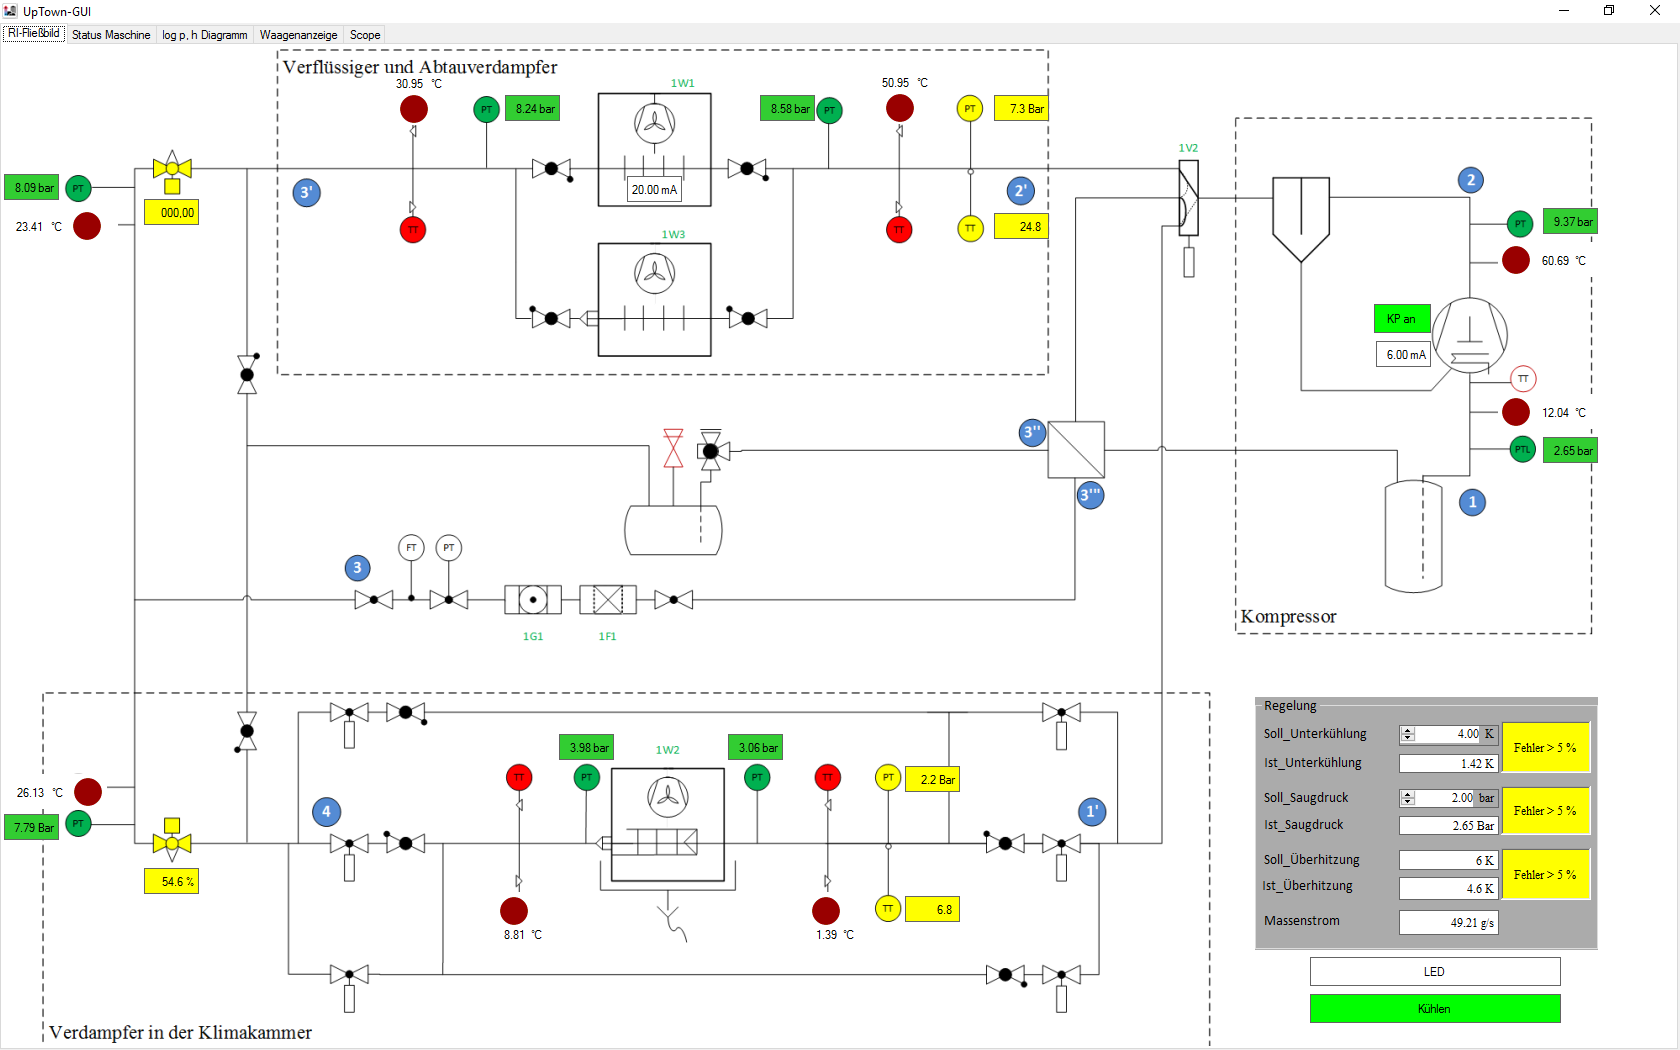 UpTown-GUI
RI-Fließbild Status Maschine log p, h Diagramm Waagenanzeige Scope
Verflüssiger und Abtauverdampfer
30.95 °C
1W1
50.95 °C
PT 8.24 bar
8.58 bar PT
PT 7.3 Bar
1V2
8.09 bar PT
3'
20.00 mA
2'
2
000,00
23.41 °C
TT
TT
TT 24.8
PT 9.37 bar
1W3
60.69 °C
KP an
6.00 mA
TT
12.04 °C
3''
PTL 2.65 bar
3'''
1
FT PT
3
Kompressor
1G1 1F1
Regelung
Soll_Unterkühlung 4.00 K
Fehler > 5 %
Ist_Unterkühlung 1.42 K
3.98 bar 1W2 3.06 bar
TT PT PT TT PT 2.2 Bar
26.13 °C
Soll_Saugdruck 2.00 bar
Fehler > 5 %
4
1'
7.79 Bar PT
Ist_Saugdruck 2.65 Bar
Soll_Überhitzung 6 K
Fehler > 5 %
54.6 %
Ist_Überhitzung 4.6 K
TT 6.8
Massenstrom 49.21 g/s
8.81 °C
1.39 °C
LED
Kühlen
Verdampfer in der Klimakammer